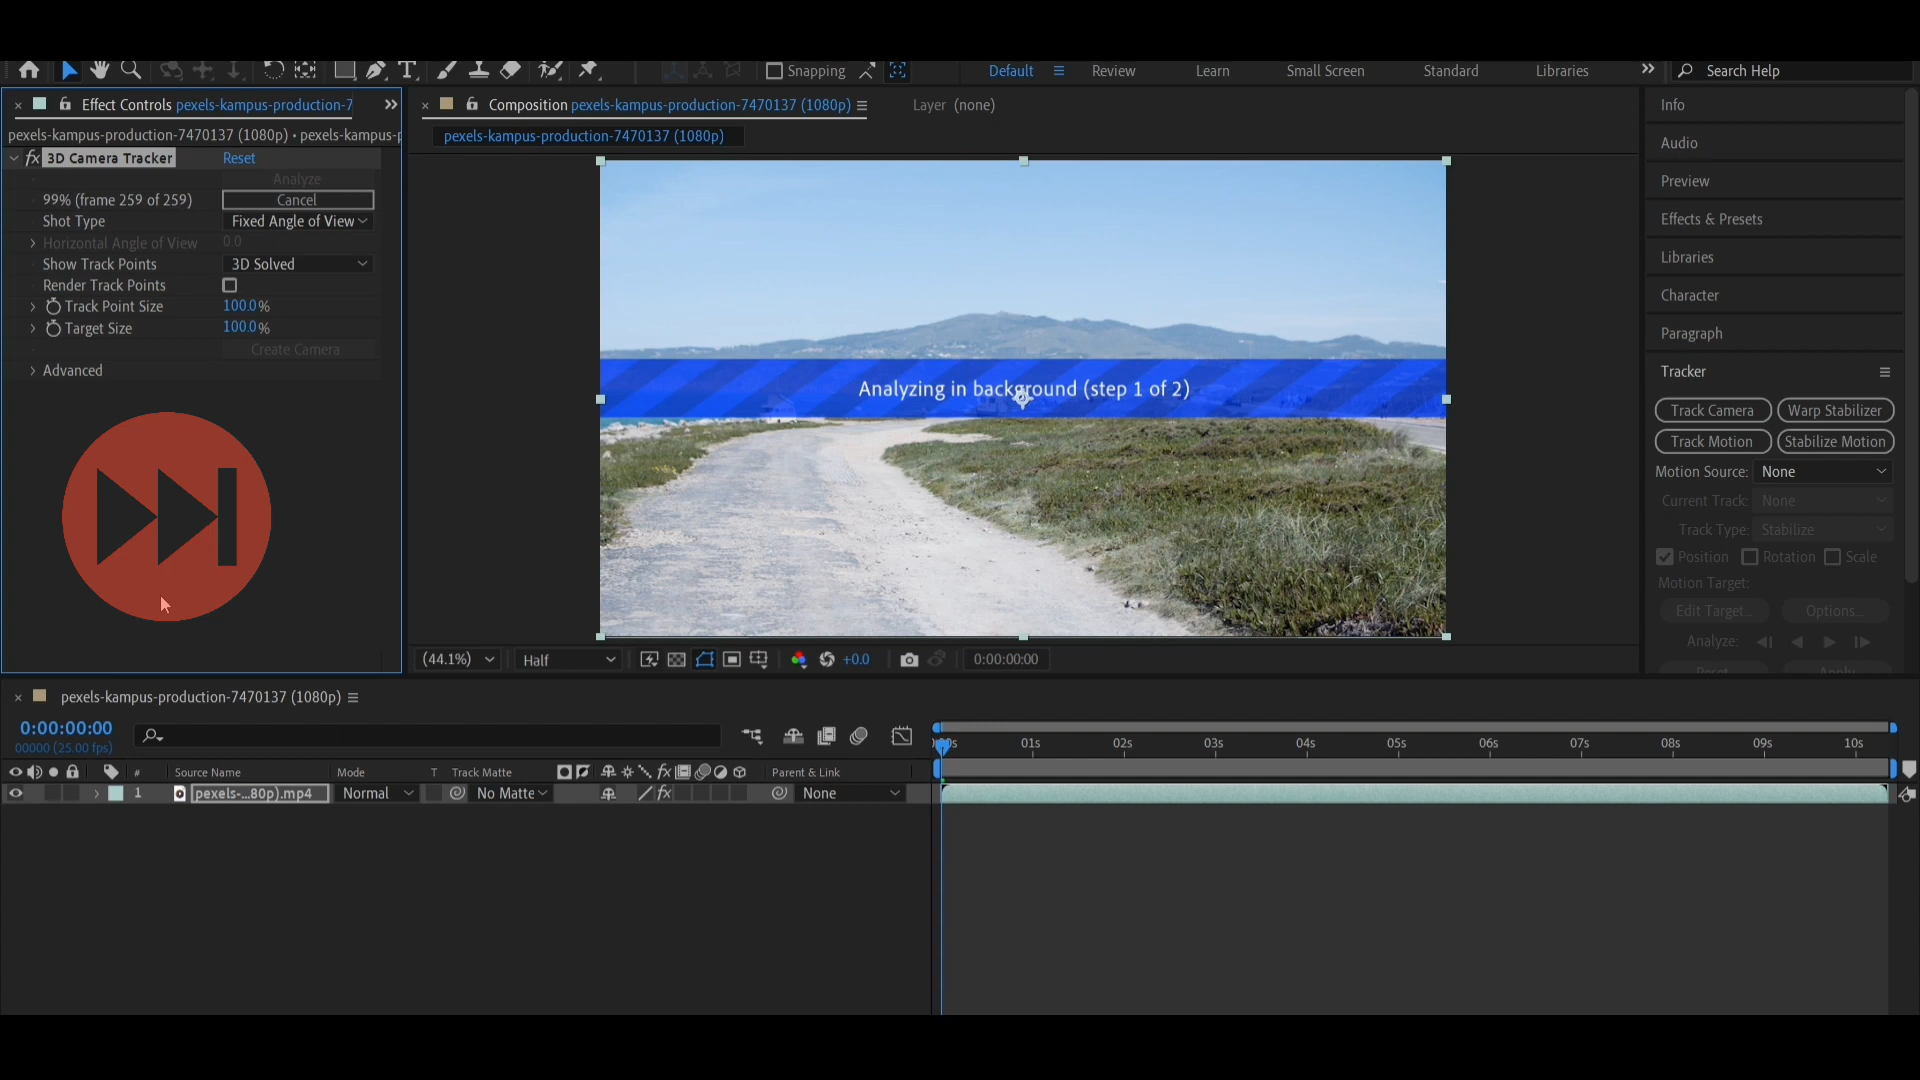 Snapping
Default
Review
Learn
Small Screen
Standard
Libraries
Search Help
Effect Controls pexels-kampus-production-7
pexels-kampus-production-7470137 (1080p) • pexels-kampus-p
fx 3D Camera Tracker Reset
Analyze
99% (frame 259 of 259) Cancel
Shot Type Fixed Angle of View
Horizontal Angle of View 0.0
Show Track Points 3D Solved
Render Track Points
Track Point Size 100.0%
Target Size 100.0%
Create Camera
Advanced
Composition pexels-kampus-production-7470137 (1080p)
Layer (none)
pexels-kampus-production-7470137 (1080p)
Analyzing in background (step 1 of 2)
(44.1%) Half +0.0 0:00:00:00
Info
Audio
Preview
Effects & Presets
Libraries
Character
Paragraph
Tracker
Track Camera Warp Stabilizer
Track Motion Stabilize Motion
Motion Source: None
Current Track: None
Track Type: Stabilize
Position Rotation Scale
Motion Target:
Edit Target... Options...
Analyze:
Reset Apply
pexels-kampus-production-7470137 (1080p)
0:00:00:00
00000 (25.00 fps)
01s 02s 03s 04s 05s 06s 07s 08s 09s 10s
# Source Name Mode T Track Matte fx Parent & Link
1 pexels-...80p).mp4 Normal No Matte fx None